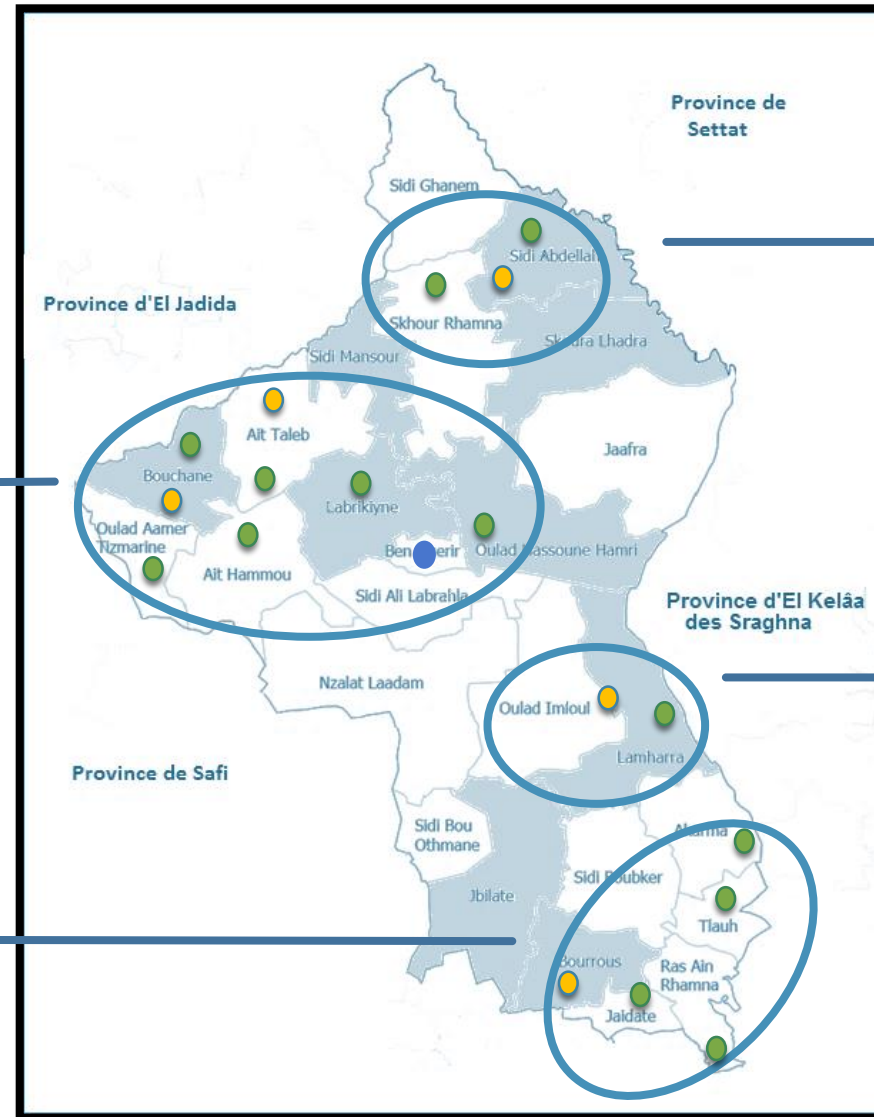 Province de
Settat
Sidi Ghanem
Sidi Abdellah
Province d'El Jadida
Skhour Rhamna
Sidi Mansour
Skoura Lhadra
Ait Taleb
Jaafra
Bouchane
Labrikiyne
Oulad Aamer
Tizmarine
Oulad Hassoune Hamri
Ait Hammou
Sidi Ali Labrahla
Province d'El Kelâa
des Sraghna
Nzalat Laadam
Oulad Imloul
Lamharra
Province de Safi
Sidi Bou
Othmane
Akarma
Sidi Boubker
Jbilate
Tlauh
Bourrous
Ras Ain
Rhamna
Jaidate